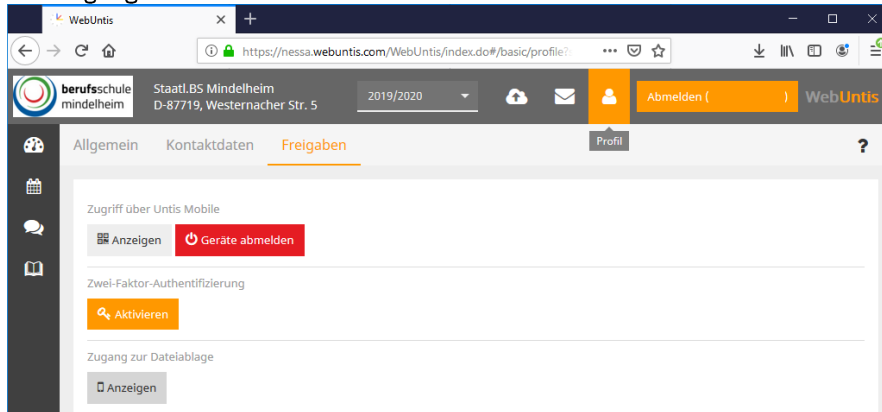 WebUntis
https://nessa.webuntis.com/WebUntis/index.do#/basic/profile?
berufsschule
mindelheim
Staatl.BS Mindelheim
D-87719, Westernacher Str. 5
2019/2020
Abmelden ( )
WebUntis
Allgemein Kontaktdaten Freigaben
Profil
?
Zugriff über Untis Mobile
Anzeigen Geräte abmelden
Zwei-Faktor-Authentifizierung
Aktivieren
Zugang zur Dateiablage
Anzeigen